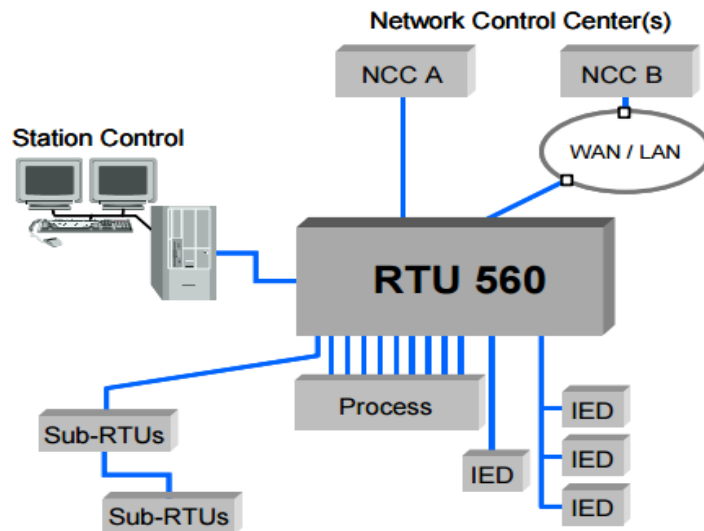 Network Control Center(s)
NCC A
NCC B
Station Control
WAN / LAN
RTU 560
Process
IED
Sub-RTUs
IED
IED
Sub-RTUs
IED